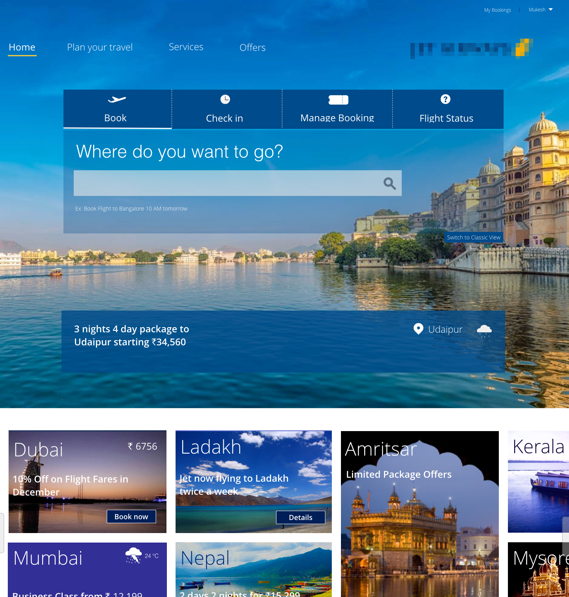 My Bookings
Mukesh
Home
Plan your travel
Services
Offers
Book
Check in
Manage Booking
Flight Status
Where do you want to go?
Ex: Book Flight to Bangalore 10 AM tomorrow
Switch to Classic View
3 nights 4 day package to
Udaipur starting ₹34,560
Udaipur
Dubai
₹ 6756
10% Off on Flight Fares in
December
Book now
Ladakh
Jet now flying to Ladakh
twice a week
Details
Amritsar
Limited Package Offers
Kerala
Mumbai
24 °C
Business Class from ₹ 12,199
Nepal
2 days 2 nights for ₹15,299
Mysore